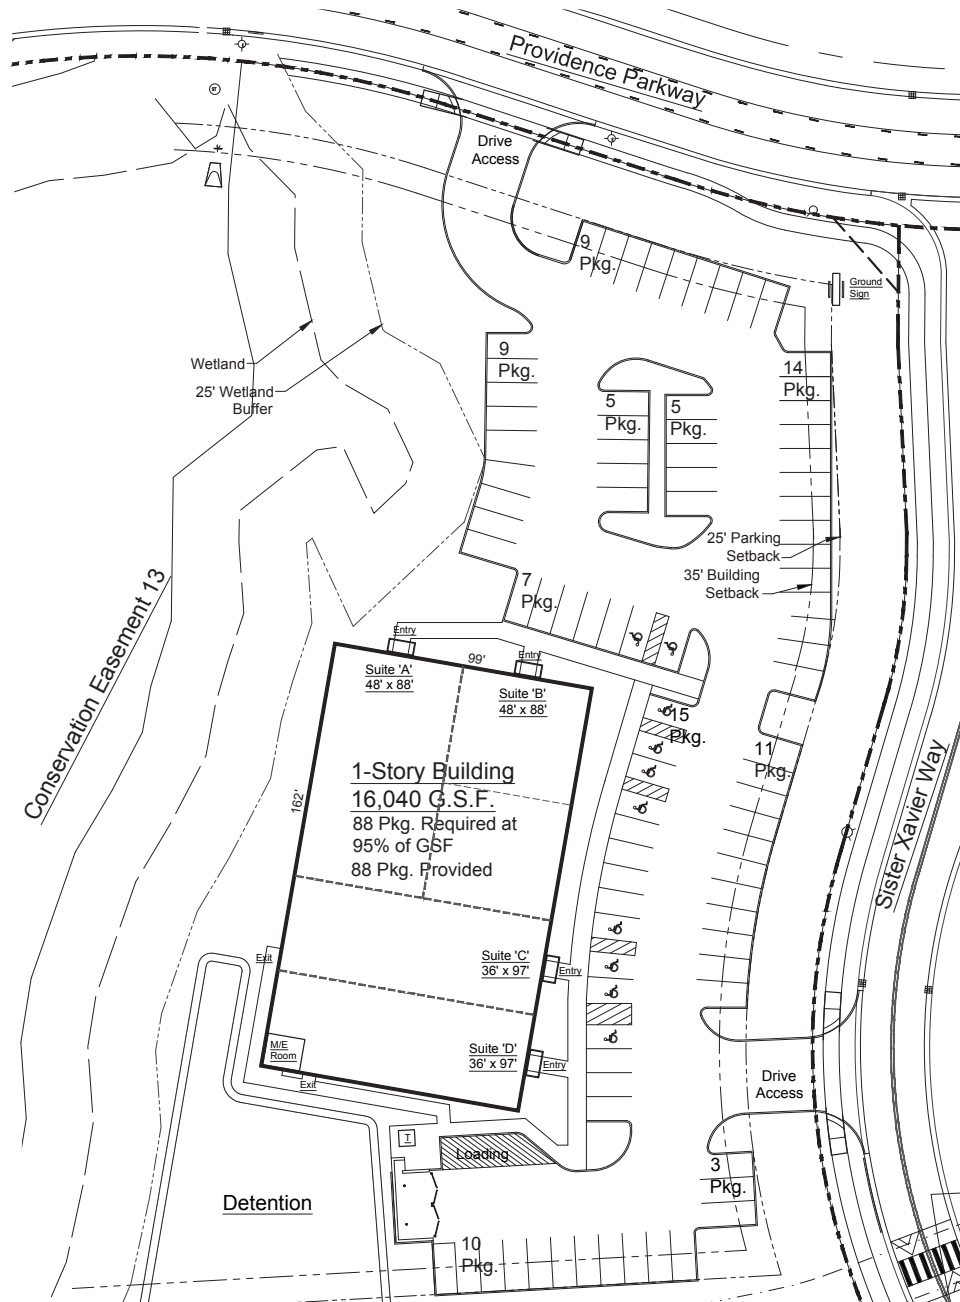 Providence Parkway
ST
Drive
Access
9
Pkg.
Ground
Sign
9
Pkg.
14
Pkg.
Wetland
25' Wetland
Buffer
5
Pkg.
5
Pkg.
25' Parking
Setback
35' Building
Setback
7
Pkg.
Conservation Easement 13
Entry
Entry
99'
Suite 'A'
48' x 88'
Suite 'B'
48' x 88'
15
Pkg.
11
Pkg.
Sister Xavier Way
162'
1-Story Building
16,040 G.S.F.
88 Pkg. Required at
95% of GSF
88 Pkg. Provided
Exit
Suite 'C'
36' x 97'
Entry
M/E
Room
Suite 'D'
36' x 97'
Entry
Exit
Drive
Access
T
Loading
3
Pkg.
Detention
10
Pkg.